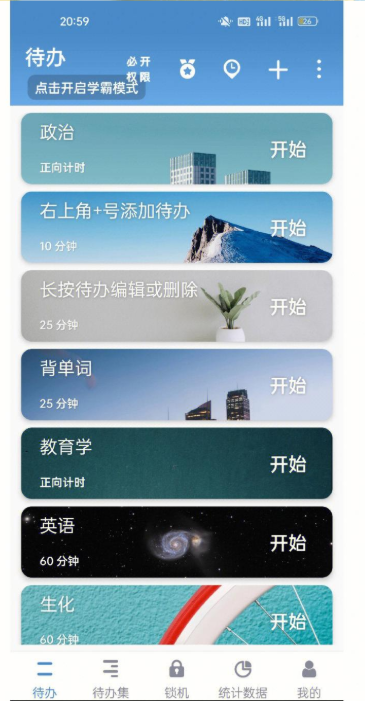 20:59
HD 4G 5G 26
待办
必开
权限
点击开启学霸模式
政治
正向计时
开始
右上角+号添加待办
10 分钟
开始
长按待办编辑或删除
25 分钟
开始
背单词
25 分钟
开始
教育学
正向计时
开始
英语
60 分钟
开始
生化
60 分钟
开始
待办 待办集 锁机 统计数据 我的